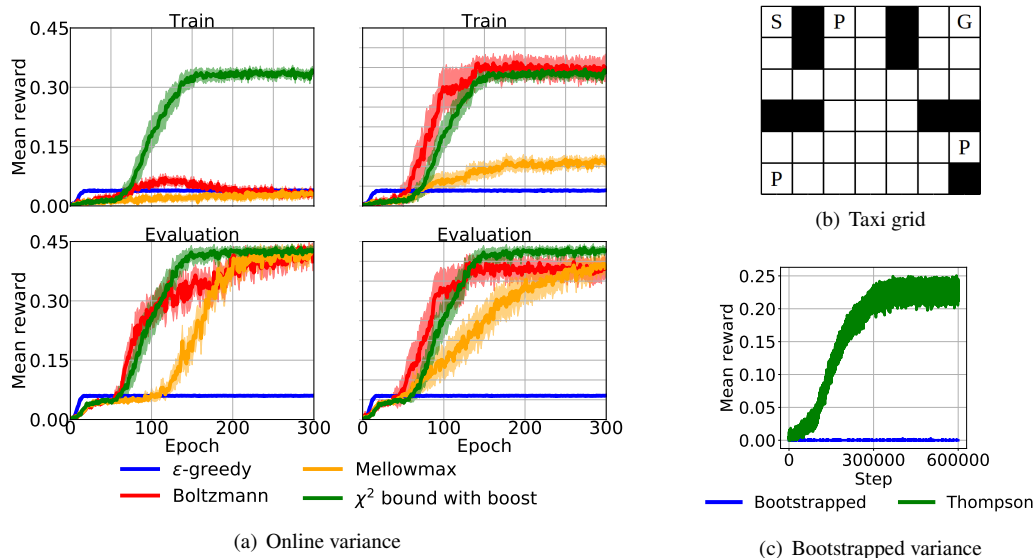 Train
Train
0.45
0.30
0.15
0.00
Mean reward
Evaluation
Evaluation
0.45
0.30
0.15
0.00
Mean reward
0 100 200 300
0 100 200 300
Epoch
Epoch
ε-greedy
Mellowmax
Boltzmann
χ² bound with boost
(a) Online variance
S P G
P
P
(b) Taxi grid
0.25
0.20
0.15
0.10
0.05
0.00
Mean reward
0 300000 600000
Step
Bootstrapped
Thompson
(c) Bootstrapped variance